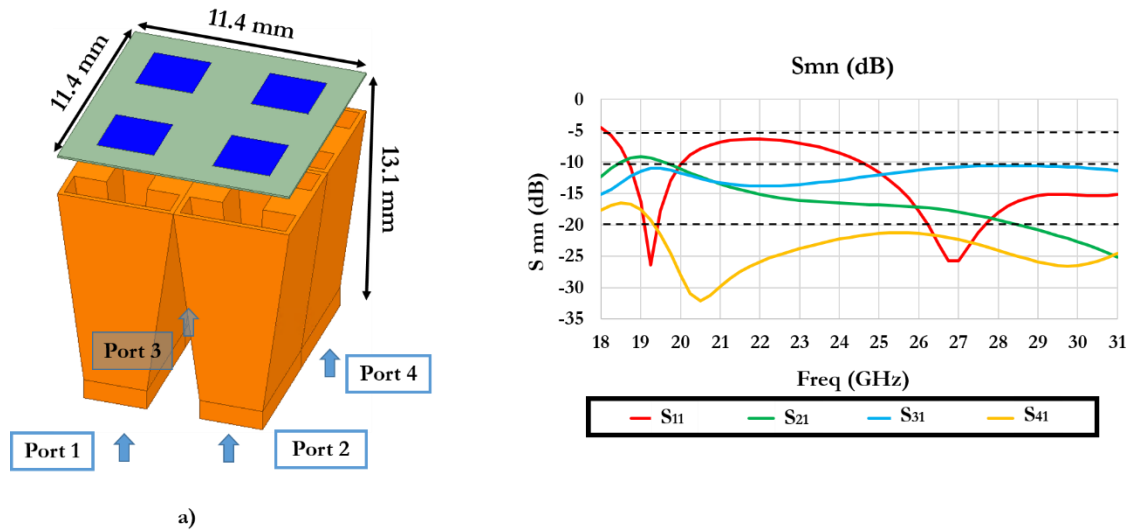 11.4 mm
11.4 mm
13.1 mm
Port 3
Port 4
Port 1
Port 2
a)
Smn (dB)
S mn (dB)
0
-5
-10
-15
-20
-25
-30
-35
18 19 20 21 22 23 24 25 26 27 28 29 30 31
Freq (GHz)
S11 S21 S31 S41